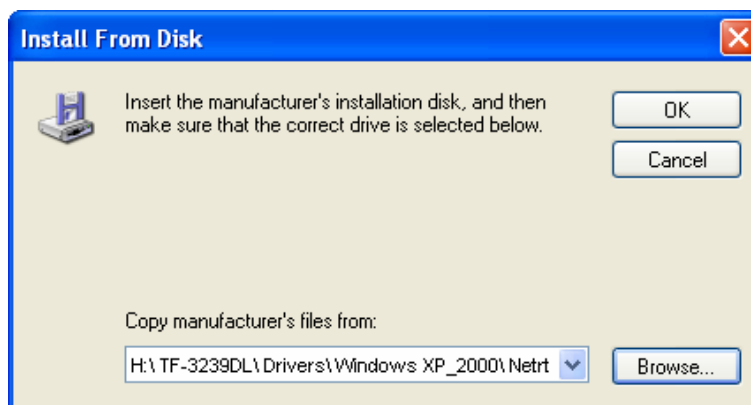 Install From Disk
Insert the manufacturer's installation disk, and then
make sure that the correct drive is selected below.
OK
Cancel
Copy manufacturer's files from:
H:\TF-3239DL\Drivers\Windows XP_2000\Netrt
Browse...